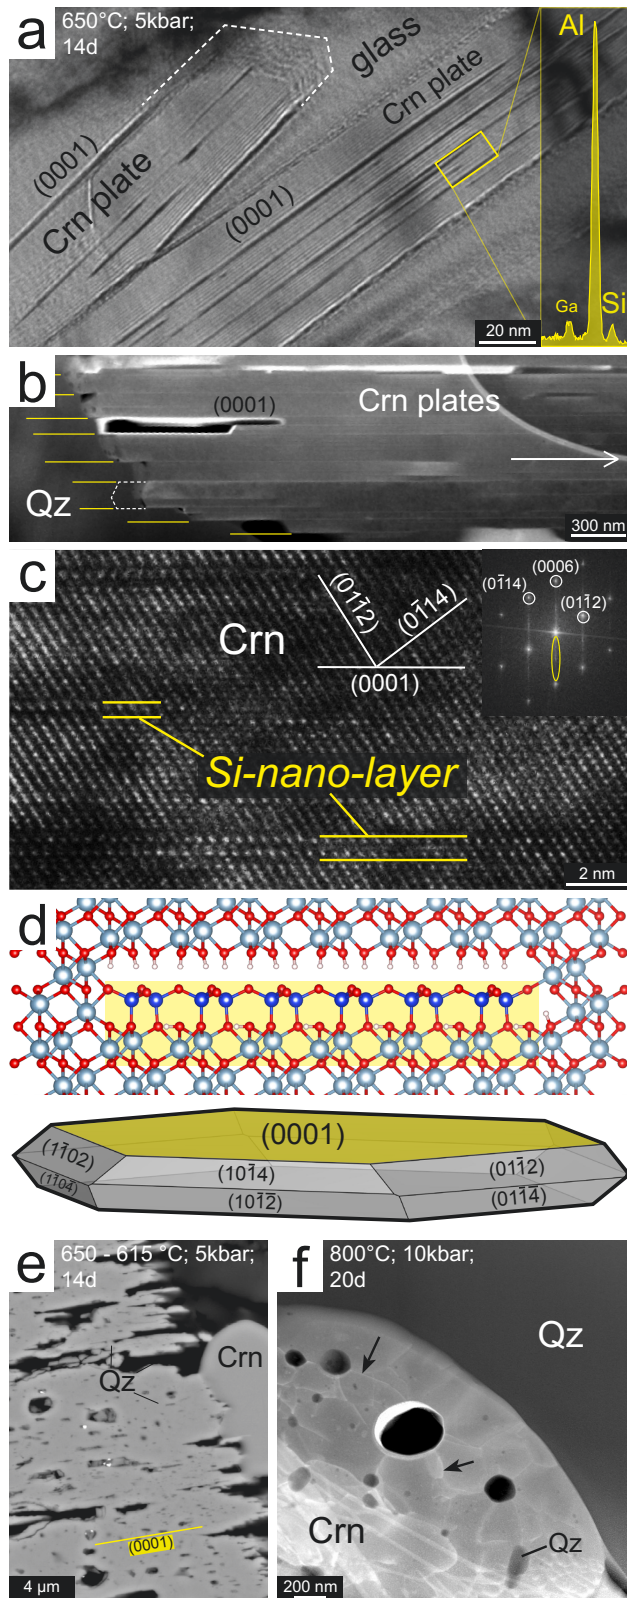 a
650°C; 5kbar;
14d
glass
Al
Crn plate
(0001)
Crn plate
(0001)
Ga
Si
20 nm
b
(0001)
Crn plates
Qz
300 nm
c
(011̄2)
(01̄14)
Crn
(0001)
(0006)
(01̄14)
(011̄2)
Si-nano-layer
2 nm
d
(0001)
(11̄02)
(101̄4)
(011̄2)
(11̄04̄)
(101̄2̄)
(011̄4̄)
e
650 - 615 °C; 5kbar;
14d
Crn
Qz
(0001)
4 µm
f
800°C; 10kbar;
20d
Qz
Crn
Qz
200 nm